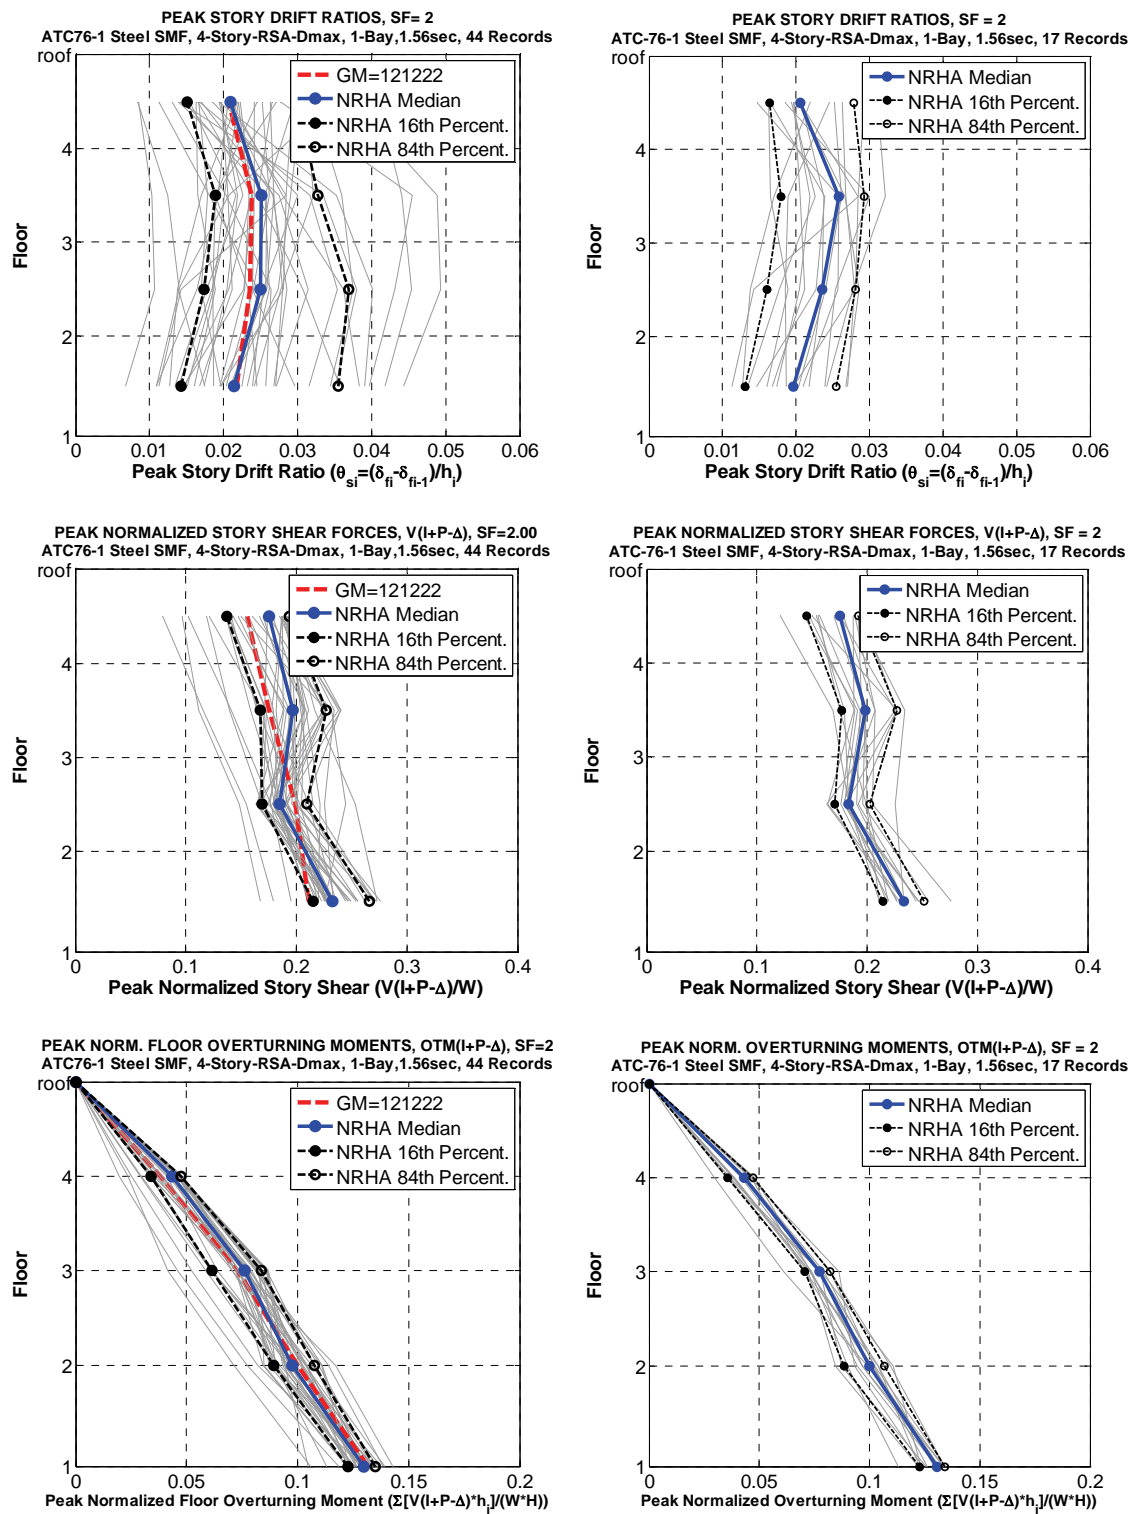 PEAK STORY DRIFT RATIOS, SF= 2
ATC76-1 Steel SMF, 4-Story-RSA-Dmax, 1-Bay,1.56sec, 44 Records
roof
4
3
2
1
Floor
GM=121222
NRHA Median
NRHA 16th Percent.
NRHA 84th Percent.
0 0.01 0.02 0.03 0.04 0.05 0.06
Peak Story Drift Ratio (θsi=(δfi-δfi-1)/hi)
PEAK STORY DRIFT RATIOS, SF = 2
ATC-76-1 Steel SMF, 4-Story-RSA-Dmax, 1-Bay, 1.56sec, 17 Records
roof
4
3
2
1
Floor
NRHA Median
NRHA 16th Percent.
NRHA 84th Percent.
0 0.01 0.02 0.03 0.04 0.05 0.06
Peak Story Drift Ratio (θsi=(δfi-δfi-1)/hi)
PEAK NORMALIZED STORY SHEAR FORCES, V(I+P-Δ), SF=2.00
ATC76-1 Steel SMF, 4-Story-RSA-Dmax, 1-Bay,1.56sec, 44 Records
roof
4
3
2
1
Floor
GM=121222
NRHA Median
NRHA 16th Percent.
NRHA 84th Percent.
0 0.1 0.2 0.3 0.4
Peak Normalized Story Shear (V(I+P-Δ)/W)
PEAK NORMALIZED STORY SHEAR FORCES, V(I+P-Δ), SF = 2
ATC-76-1 Steel SMF, 4-Story-RSA-Dmax, 1-Bay, 1.56sec, 17 Records
roof
4
3
2
1
Floor
NRHA Median
NRHA 16th Percent.
NRHA 84th Percent.
0 0.1 0.2 0.3 0.4
Peak Normalized Story Shear (V(I+P-Δ)/W)
PEAK NORM. FLOOR OVERTURNING MOMENTS, OTM(I+P-Δ), SF=2
ATC76-1 Steel SMF, 4-Story-RSA-Dmax, 1-Bay,1.56sec, 44 Records
roof
4
3
2
1
Floor
GM=121222
NRHA Median
NRHA 16th Percent.
NRHA 84th Percent.
0 0.05 0.1 0.15 0.2
Peak Normalized Floor Overturning Moment (Σ[V(I+P-Δ)*hi]/(W*H))
PEAK NORM. OVERTURNING MOMENTS, OTM(I+P-Δ), SF = 2
ATC-76-1 Steel SMF, 4-Story-RSA-Dmax, 1-Bay, 1.56sec, 17 Records
roof
4
3
2
1
Floor
NRHA Median
NRHA 16th Percent.
NRHA 84th Percent.
0 0.05 0.1 0.15 0.2
Peak Normalized Overturning Moment (Σ[V(I+P-Δ)*hi]/(W*H))